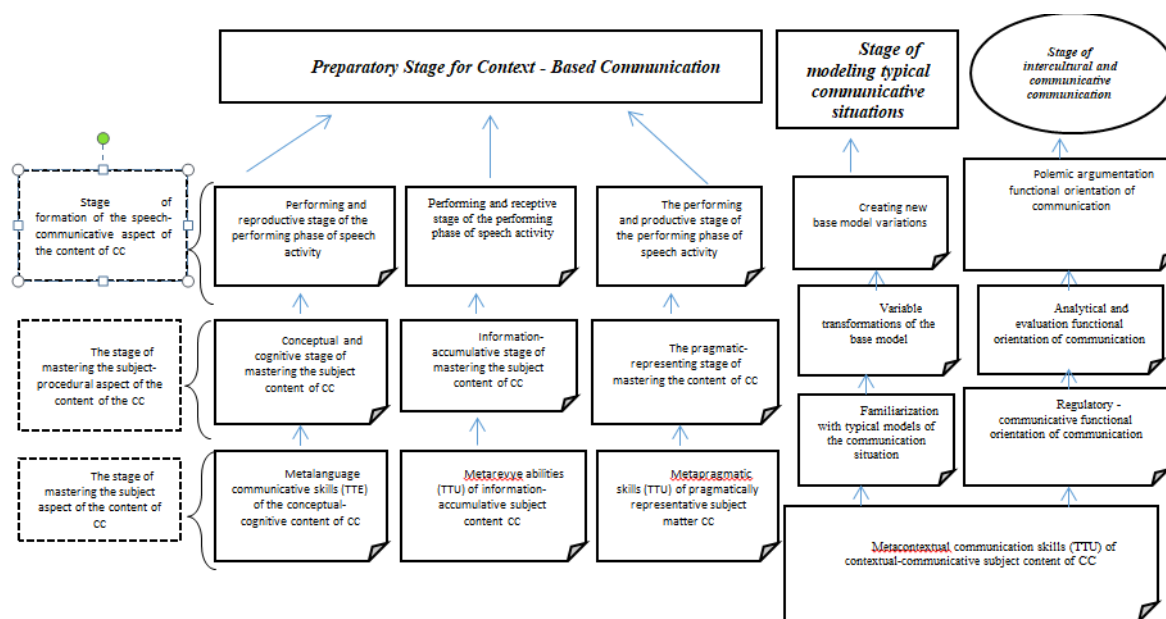 Preparatory Stage for Context - Based Communication
Stage of
modeling typical
communicative
situations
Stage of
intercultural and
communicative
communication
Stage of
formation of the speech-
communicative aspect of
the content of CC
Performing and
reproductive stage of the
performing phase of speech
activity
Performing and receptive
stage of the performing
phase of speech activity
The performing
and productive stage of
the performing phase of
speech activity
Creating new
base model variations
Polemic argumentation
functional orientation of
communication
The stage of
mastering the subject-
procedural aspect of the
content of the CC
Conceptual and
cognitive stage of
mastering the subject
content of CC
Information-
accumulative stage of
mastering the subject
content of CC
The pragmatic-
representing stage of
mastering the content of CC
Variable
transformations of the
base model
Analytical and
evaluation functional
orientation of communication
Familiarization
with typical models of
the communication
situation
Regulatory -
communicative functional
orientation of communication
The stage of
mastering the subject
aspect of the content of
CC
Metalanguage
communicative skills (TTE)
of the conceptual-
cognitive content of CC
Metarevye abilities
(TTU) of information-
accumulative subject
content CC
Metapragmatic
skills (TTU) of pragmatically
representative subject
matter CC
Metacontextual communication skills (TTU) of
contextual-communicative subject content of CC